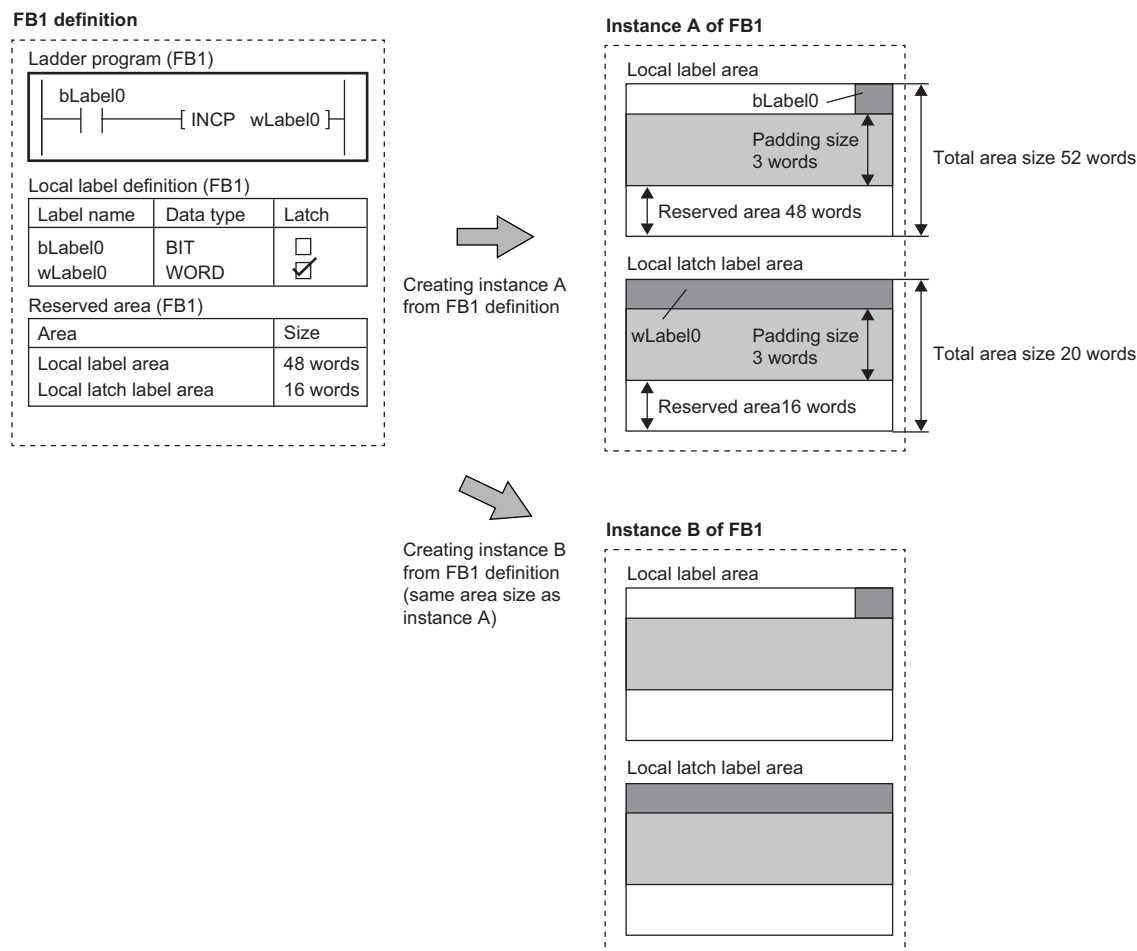 FB1 definition
Ladder program (FB1)
bLabel0
[ INCP wLabel0 ]
Local label definition (FB1)
Label name Data type Latch
bLabel0 BIT
wLabel0 WORD
Reserved area (FB1)
Area Size
Local label area 48 words
Local latch label area 16 words
Creating instance A
from FB1 definition
Instance A of FB1
Local label area
bLabel0
Padding size
3 words
Total area size 52 words
Reserved area 48 words
Local latch label area
wLabel0
Padding size
3 words
Total area size 20 words
Reserved area16 words
Creating instance B
from FB1 definition
(same area size as
instance A)
Instance B of FB1
Local label area
Local latch label area